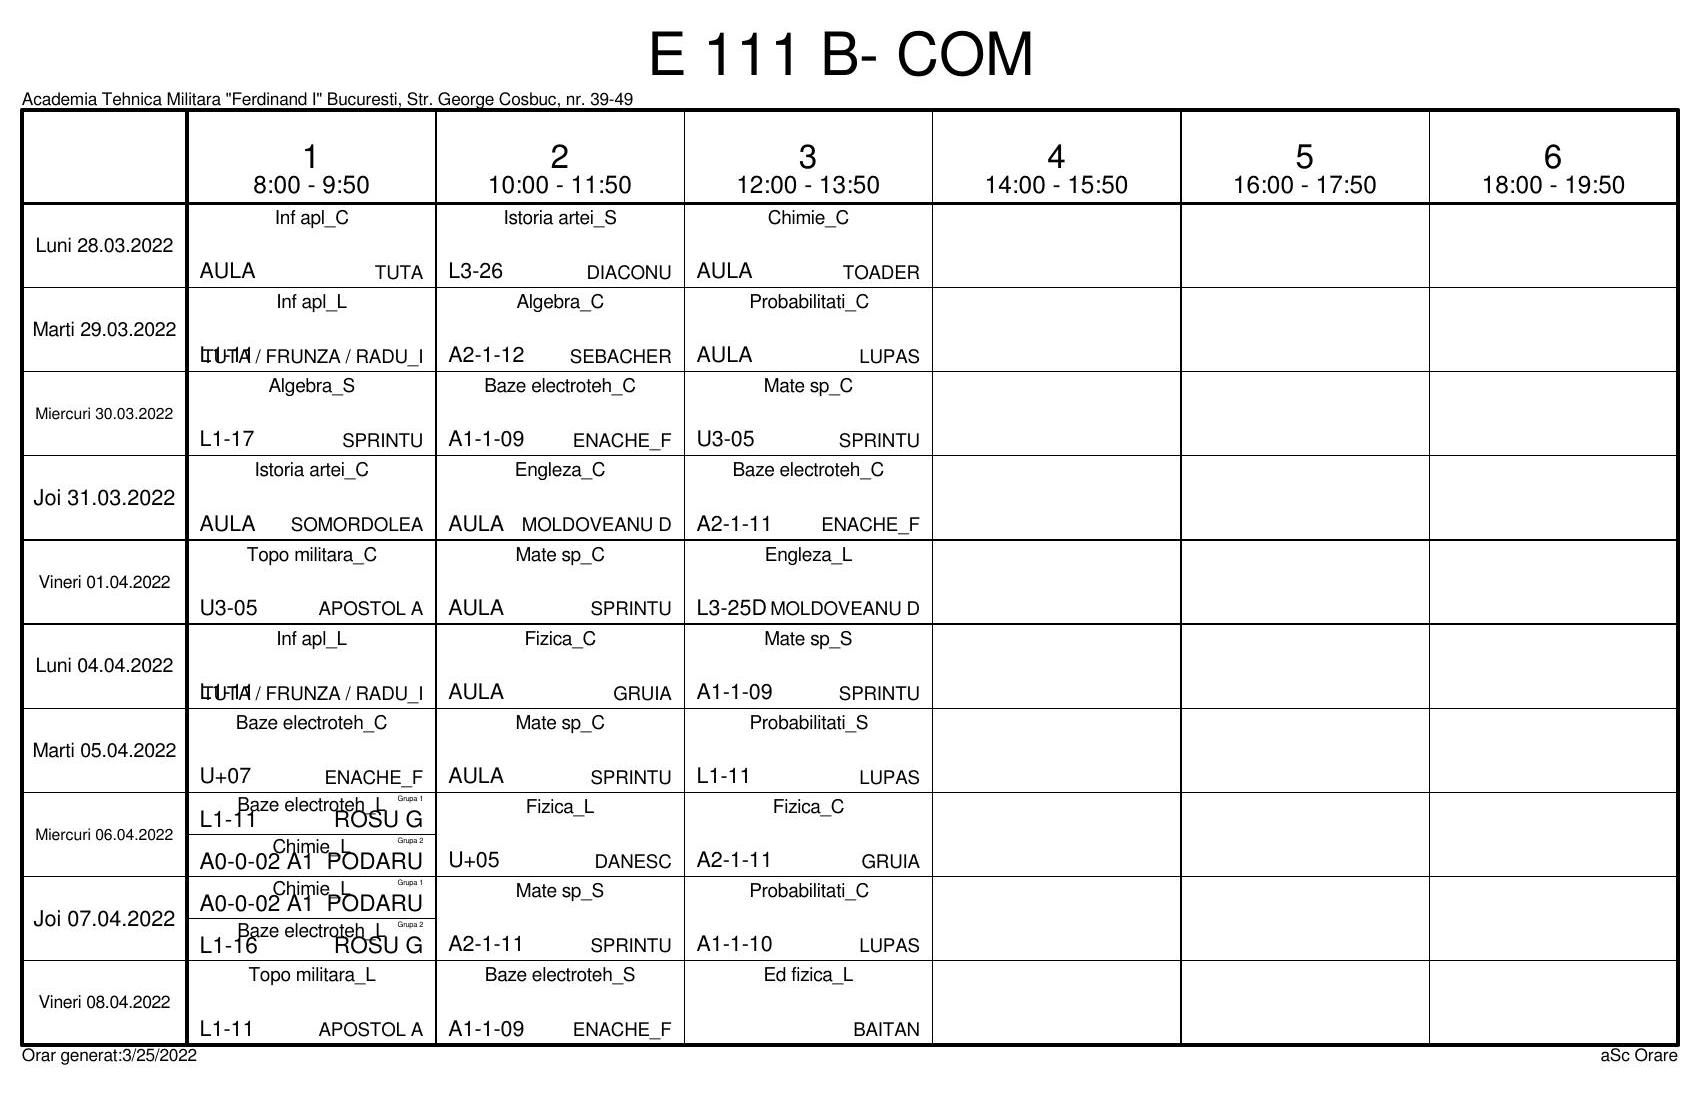 E 111 B- COM
Academia Tehnica Militara "Ferdinand I" Bucuresti, Str. George Cosbuc, nr. 39-49
1 2 3 4 5 6
8:00 - 9:50 10:00 - 11:50 12:00 - 13:50 14:00 - 15:50 16:00 - 17:50 18:00 - 19:50
Inf apl_C Istoria artei_S Chimie_C
Luni 28.03.2022
AULA TUTA L3-26 DIACONU AULA TOADER
Inf apl_L Algebra_C Probabilitati_C
Marti 29.03.2022
L1-11 TUTA / FRUNZA / RADU_I A2-1-12 SEBACHER AULA LUPAS
Algebra_S Baze electroteh_C Mate sp_C
Miercuri 30.03.2022
L1-17 SPRINTU A1-1-09 ENACHE_F U3-05 SPRINTU
Istoria artei_C Engleza_C Baze electroteh_C
Joi 31.03.2022
AULA SOMORDOLEA AULA MOLDOVEANU D A2-1-11 ENACHE_F
Topo militara_C Mate sp_C Engleza_L
Vineri 01.04.2022
U3-05 APOSTOL A AULA SPRINTU L3-25D MOLDOVEANU D
Inf apl_L Fizica_C Mate sp_S
Luni 04.04.2022
L1-11 TUTA / FRUNZA / RADU_I AULA GRUIA A1-1-09 SPRINTU
Baze electroteh_C Mate sp_C Probabilitati_S
Marti 05.04.2022
U+07 ENACHE_F AULA SPRINTU L1-11 LUPAS
Baze electroteh_L Grupa 1 Fizica_L Fizica_C
L1-11 ROSU G
Miercuri 06.04.2022
Chimie_L Grupa 2
A0-0-02 A1 PODARU U+05 DANESC A2-1-11 GRUIA
Chimie_L Grupa 1 Mate sp_S Probabilitati_C
A0-0-02 A1 PODARU
Joi 07.04.2022
Baze electroteh_L Grupa 2
L1-16 ROSU G A2-1-11 SPRINTU A1-1-10 LUPAS
Topo militara_L Baze electroteh_S Ed fizica_L
Vineri 08.04.2022
L1-11 APOSTOL A A1-1-09 ENACHE_F BAITAN
Orar generat:3/25/2022 aSc Orare